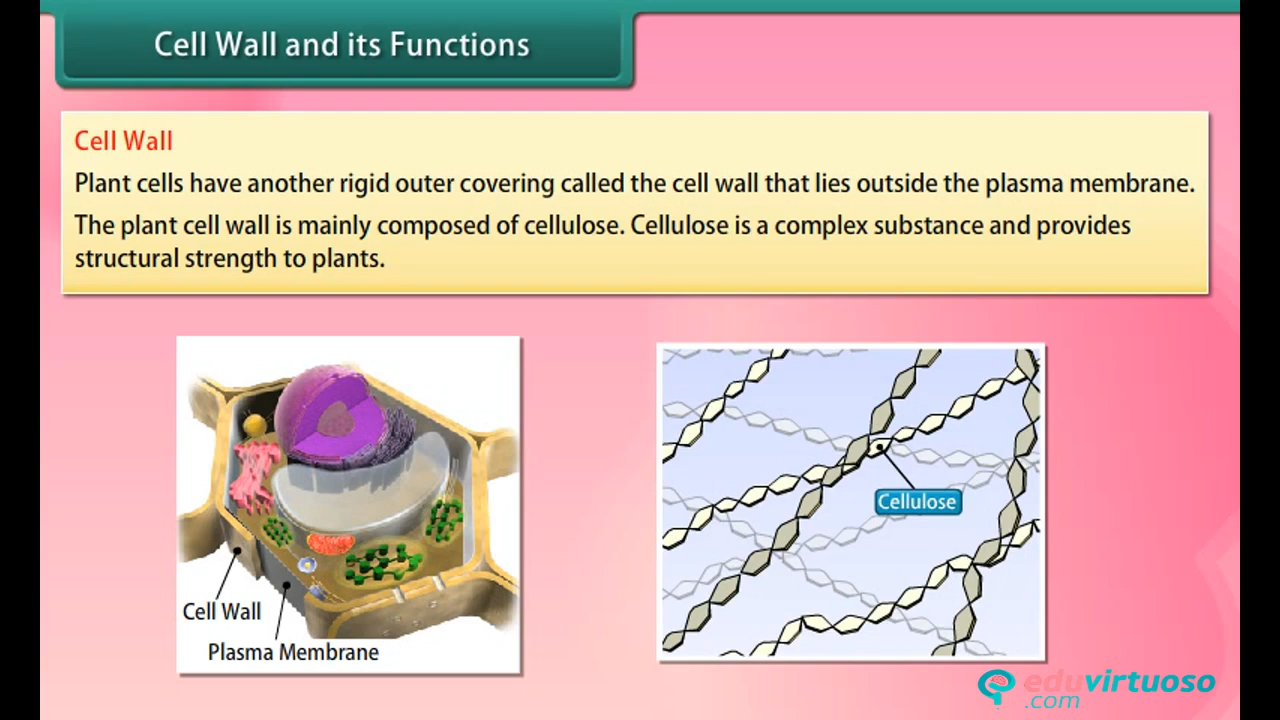 Cell Wall and its Functions
Cell Wall
Plant cells have another rigid outer covering called the cell wall that lies outside the plasma membrane.
The plant cell wall is mainly composed of cellulose. Cellulose is a complex substance and provides
structural strength to plants.
Cell Wall
Plasma Membrane
Cellulose
eduvirtuoso
.com